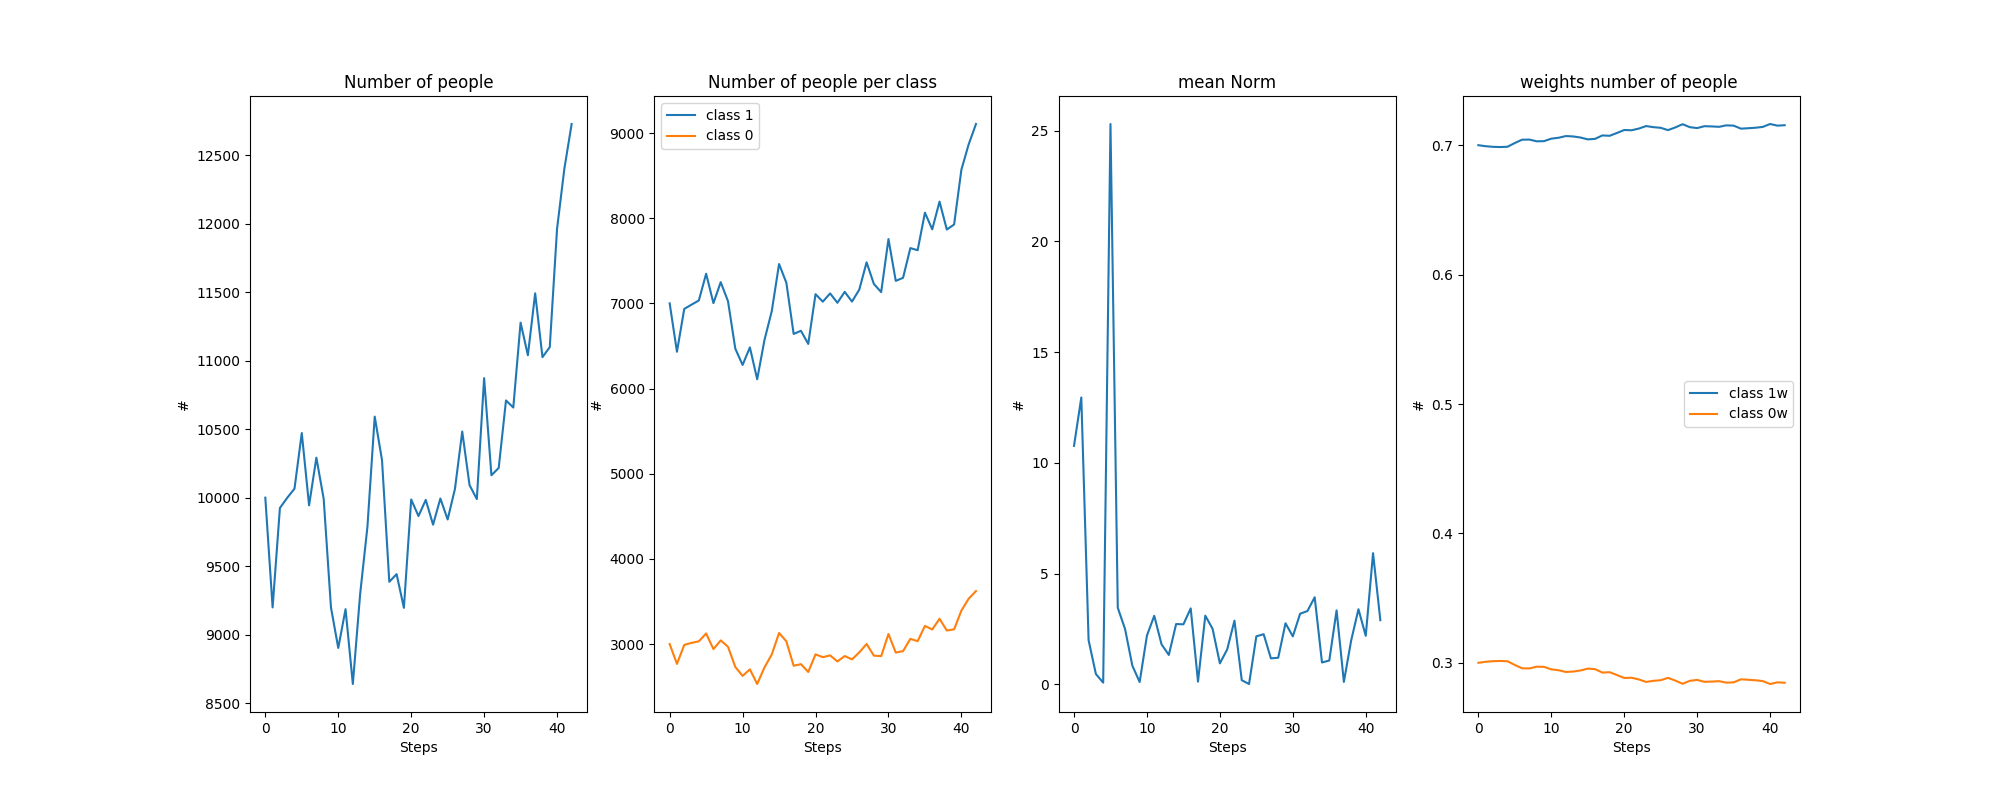 Number of people
12500
12000
11500
11000
10500
10000
9500
9000
8500
#
0 10 20 30 40
Steps
Number of people per class
class 1
class 0
9000
8000
7000
6000
5000
4000
3000
#
0 10 20 30 40
Steps
mean Norm
25
20
15
10
5
0
#
0 10 20 30 40
Steps
weights number of people
0.7
0.6
0.5
0.4
0.3
#
class 1w
class 0w
0 10 20 30 40
Steps